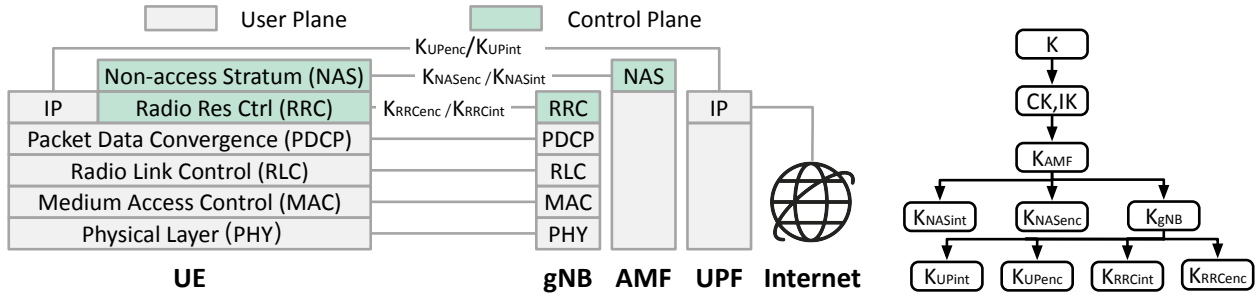 User Plane
Control Plane
KUPenc/KUPint
Non-access Stratum (NAS)
KNASenc /KNASint
NAS
IP
Radio Res Ctrl (RRC)
KRRCenc /KRRCint
RRC
IP
Packet Data Convergence (PDCP)
PDCP
Radio Link Control (RLC)
RLC
Medium Access Control (MAC)
MAC
Physical Layer (PHY)
PHY
UE
gNB
AMF
UPF
Internet
K
CK,IK
KAMF
KNASint
KNASenc
KgNB
KUPint
KUPenc
KRRCint
KRRCenc